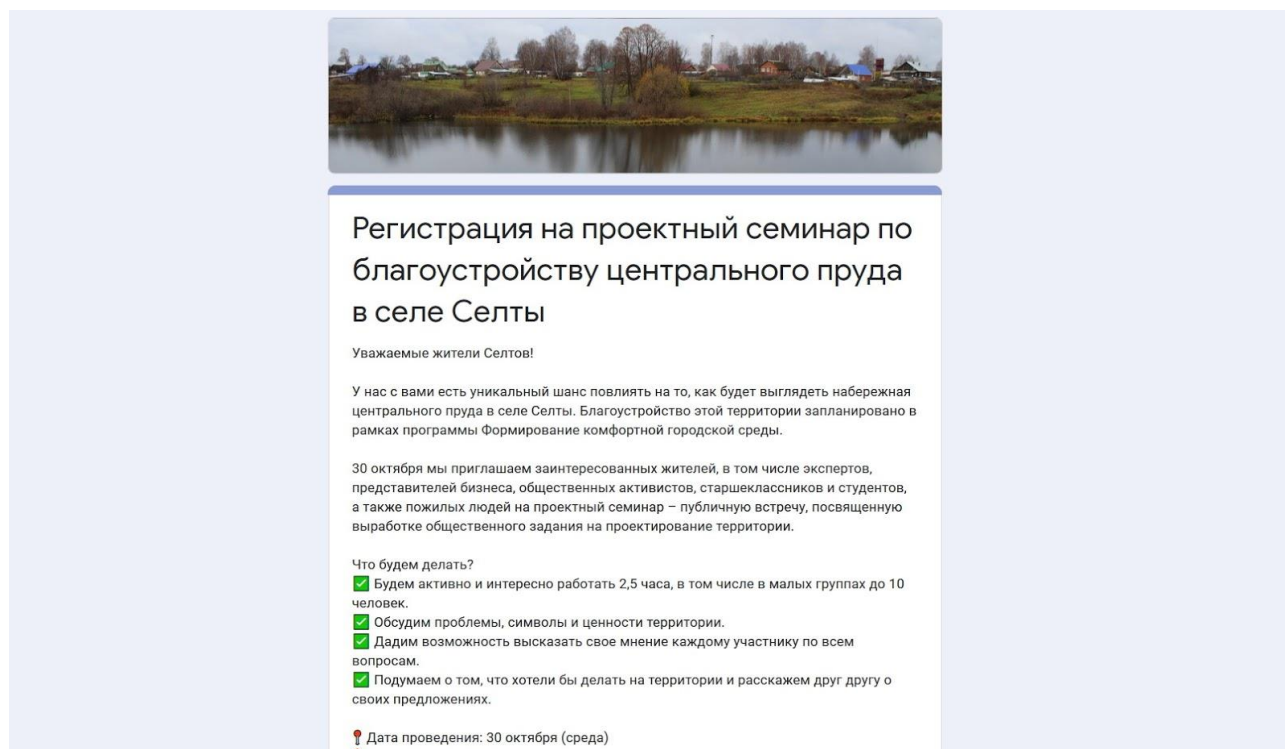 Регистрация на проектный семинар по
благоустройству центрального пруда
в селе Селты
Уважаемые жители Селтов!
У нас с вами есть уникальный шанс повлиять на то, как будет выглядеть набережная
центрального пруда в селе Селты. Благоустройство этой территории запланировано в
рамках программы Формирование комфортной городской среды.
30 октября мы приглашаем заинтересованных жителей, в том числе экспертов,
представителей бизнеса, общественных активистов, старшеклассников и студентов,
а также пожилых людей на проектный семинар – публичную встречу, посвященную
выработке общественного задания на проектирование территории.
Что будем делать?
✅ Будем активно и интересно работать 2,5 часа, в том числе в малых группах до 10
человек.
✅ Обсудим проблемы, символы и ценности территории.
✅ Дадим возможность высказать свое мнение каждому участнику по всем
вопросам.
✅ Подумаем о том, что хотели бы делать на территории и расскажем друг другу о
своих предложениях.
📍 Дата проведения: 30 октября (среда)